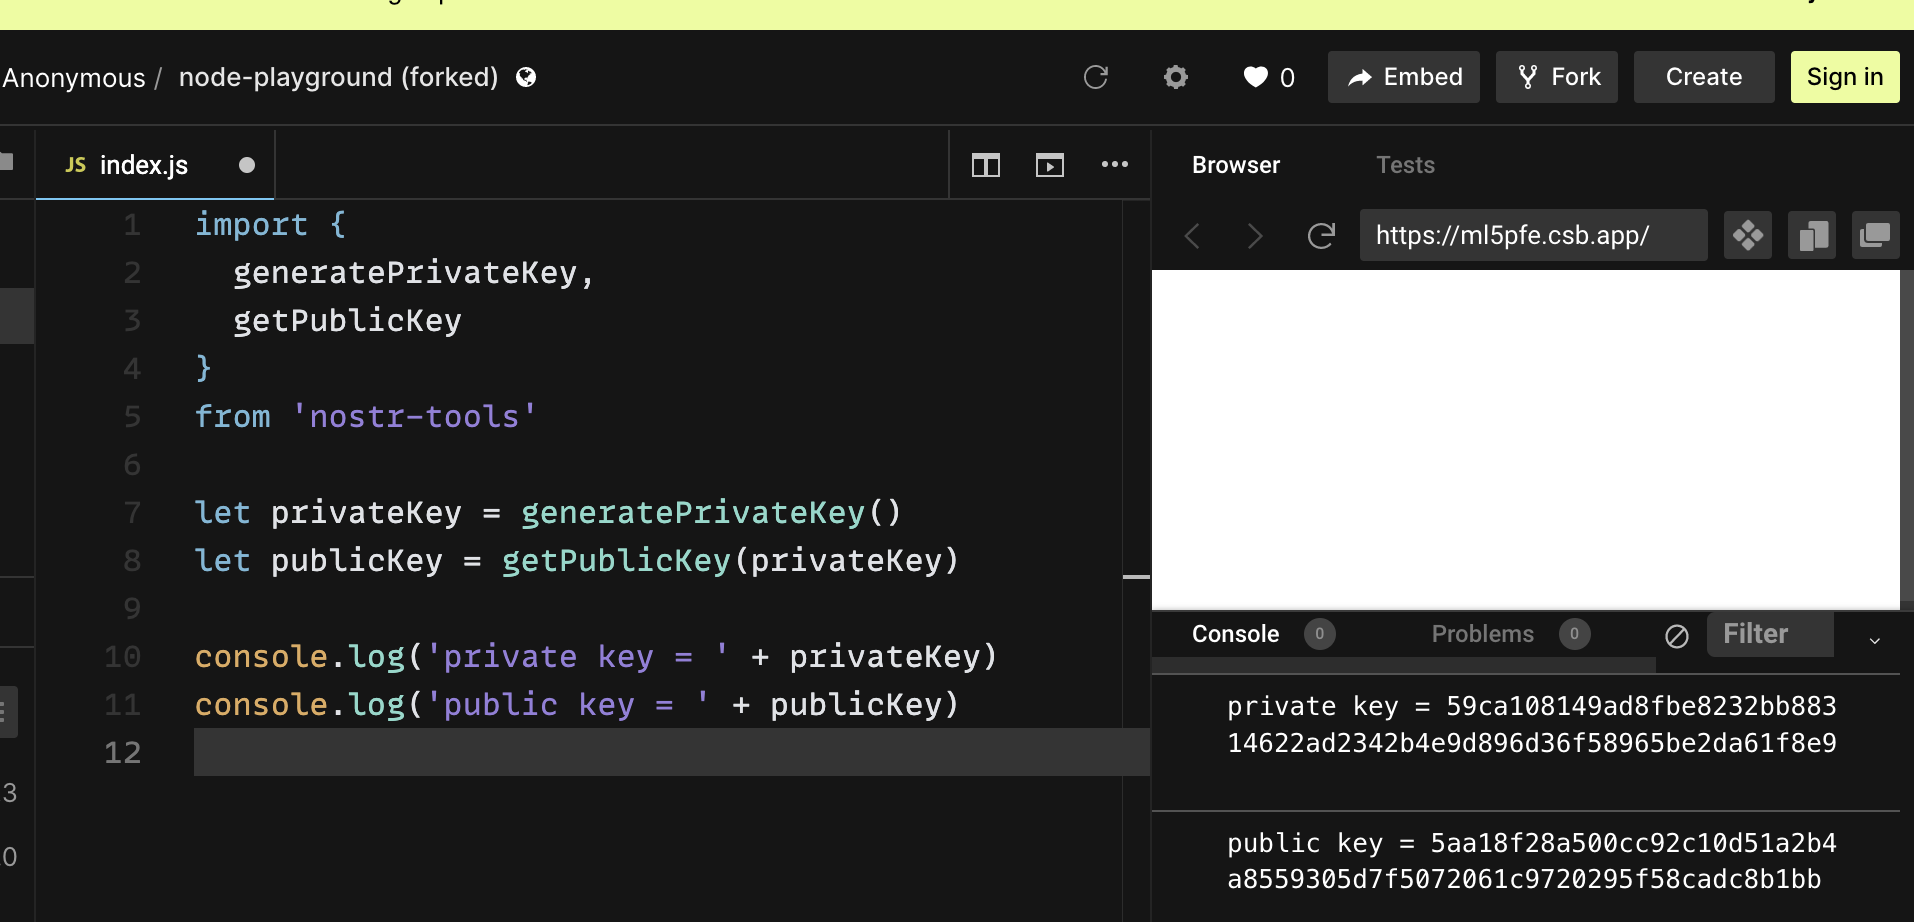 Anonymous / node-playground (forked)
0
Embed
Fork
Create
Sign in
JS index.js
Browser
Tests
https://ml5pfe.csb.app/
1 import {
2 generatePrivateKey,
3 getPublicKey
4 }
5 from 'nostr-tools'
6
7 let privateKey = generatePrivateKey()
8 let publicKey = getPublicKey(privateKey)
9
10 console.log('private key = ' + privateKey)
11 console.log('public key = ' + publicKey)
12
3
0
Console 0
Problems 0
Filter
private key = 59ca108149ad8fbe8232bb883
14622ad2342b4e9d896d36f58965be2da61f8e9
public key = 5aa18f28a500cc92c10d51a2b4
a8559305d7f5072061c9720295f58cadc8b1bb